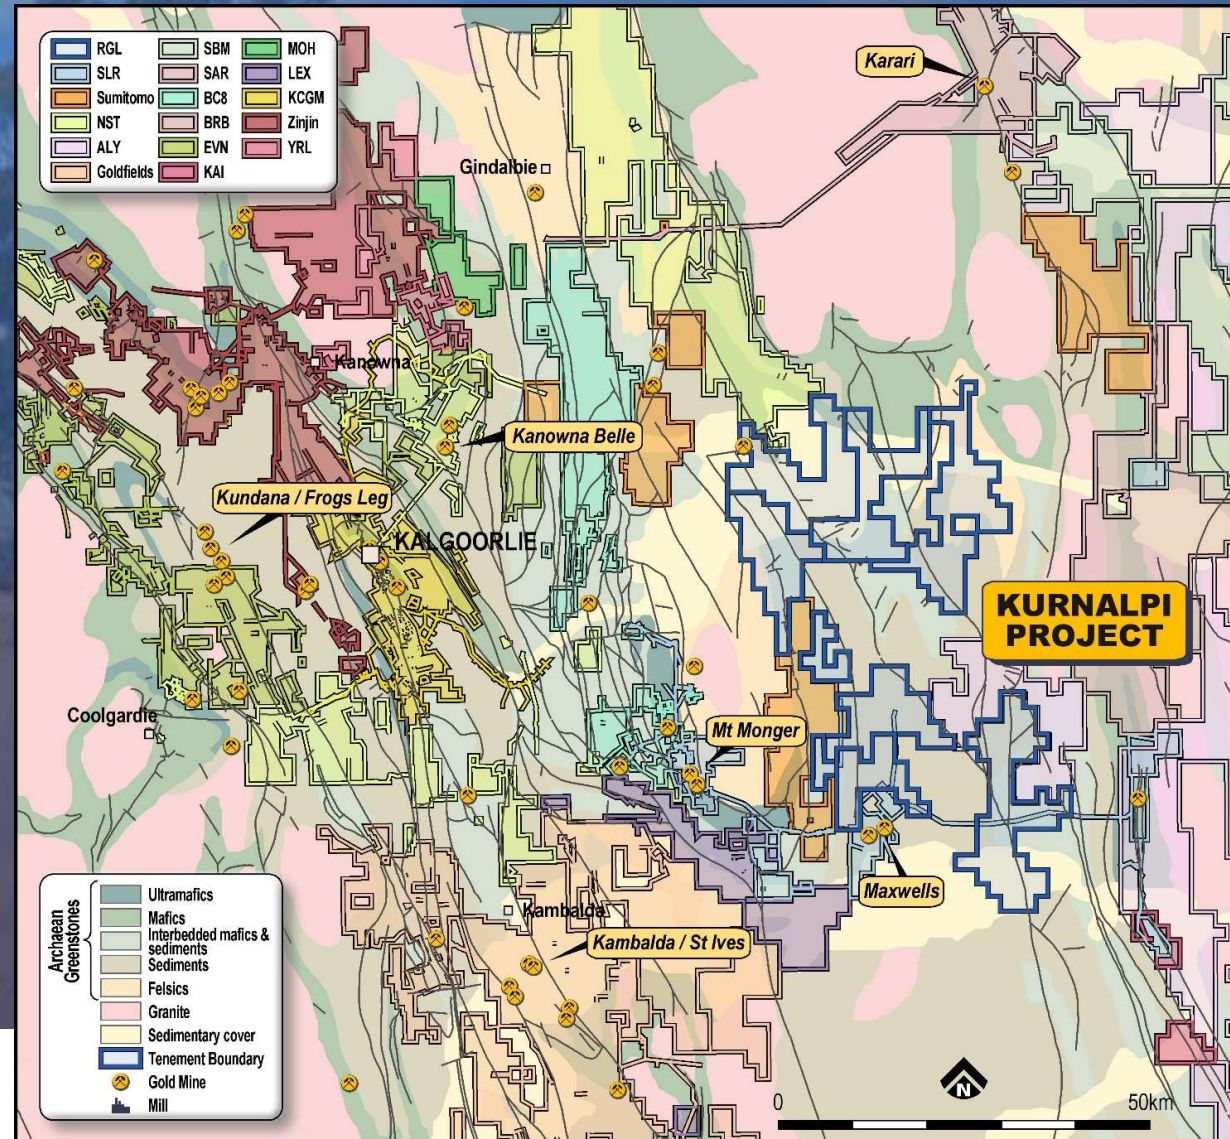 RGL
SLR
Sumitomo
NST
ALY
Goldfields
SBM
SAR
BC8
BRB
EVN
KAI
MOH
LEX
KCGM
Zinjin
YRL
Karari
Gindalbie
Kanowna
Kanowna Belle
Kundana / Frogs Leg
KALGOORLIE
KURNALPI
PROJECT
Coolgardie
Mt Monger
Maxwells
Kambalda
Kambalda / St Ives
Archaean
Greenstones
Ultramafics
Mafics
Interbedded mafics &
sediments
Sediments
Felsics
Granite
Sedimentary cover
Tenement Boundary
Gold Mine
Mill
N
0
50km